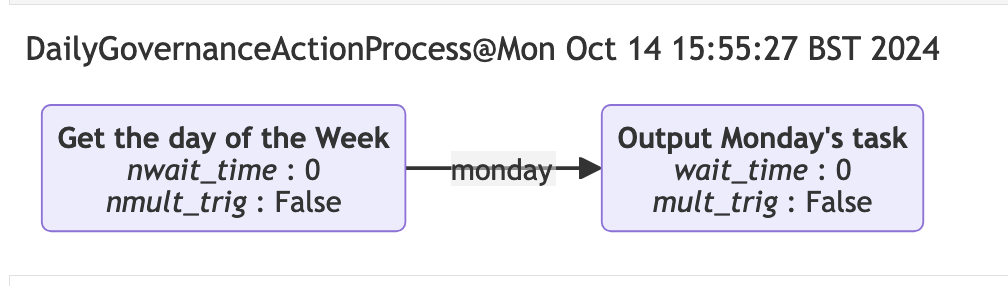 DailyGovernanceActionProcess@Mon Oct 14 15:55:27 BST 2024
Get the day of the Week
nwait_time : 0
nmult_trig : False
monday
Output Monday's task
wait_time : 0
mult_trig : False